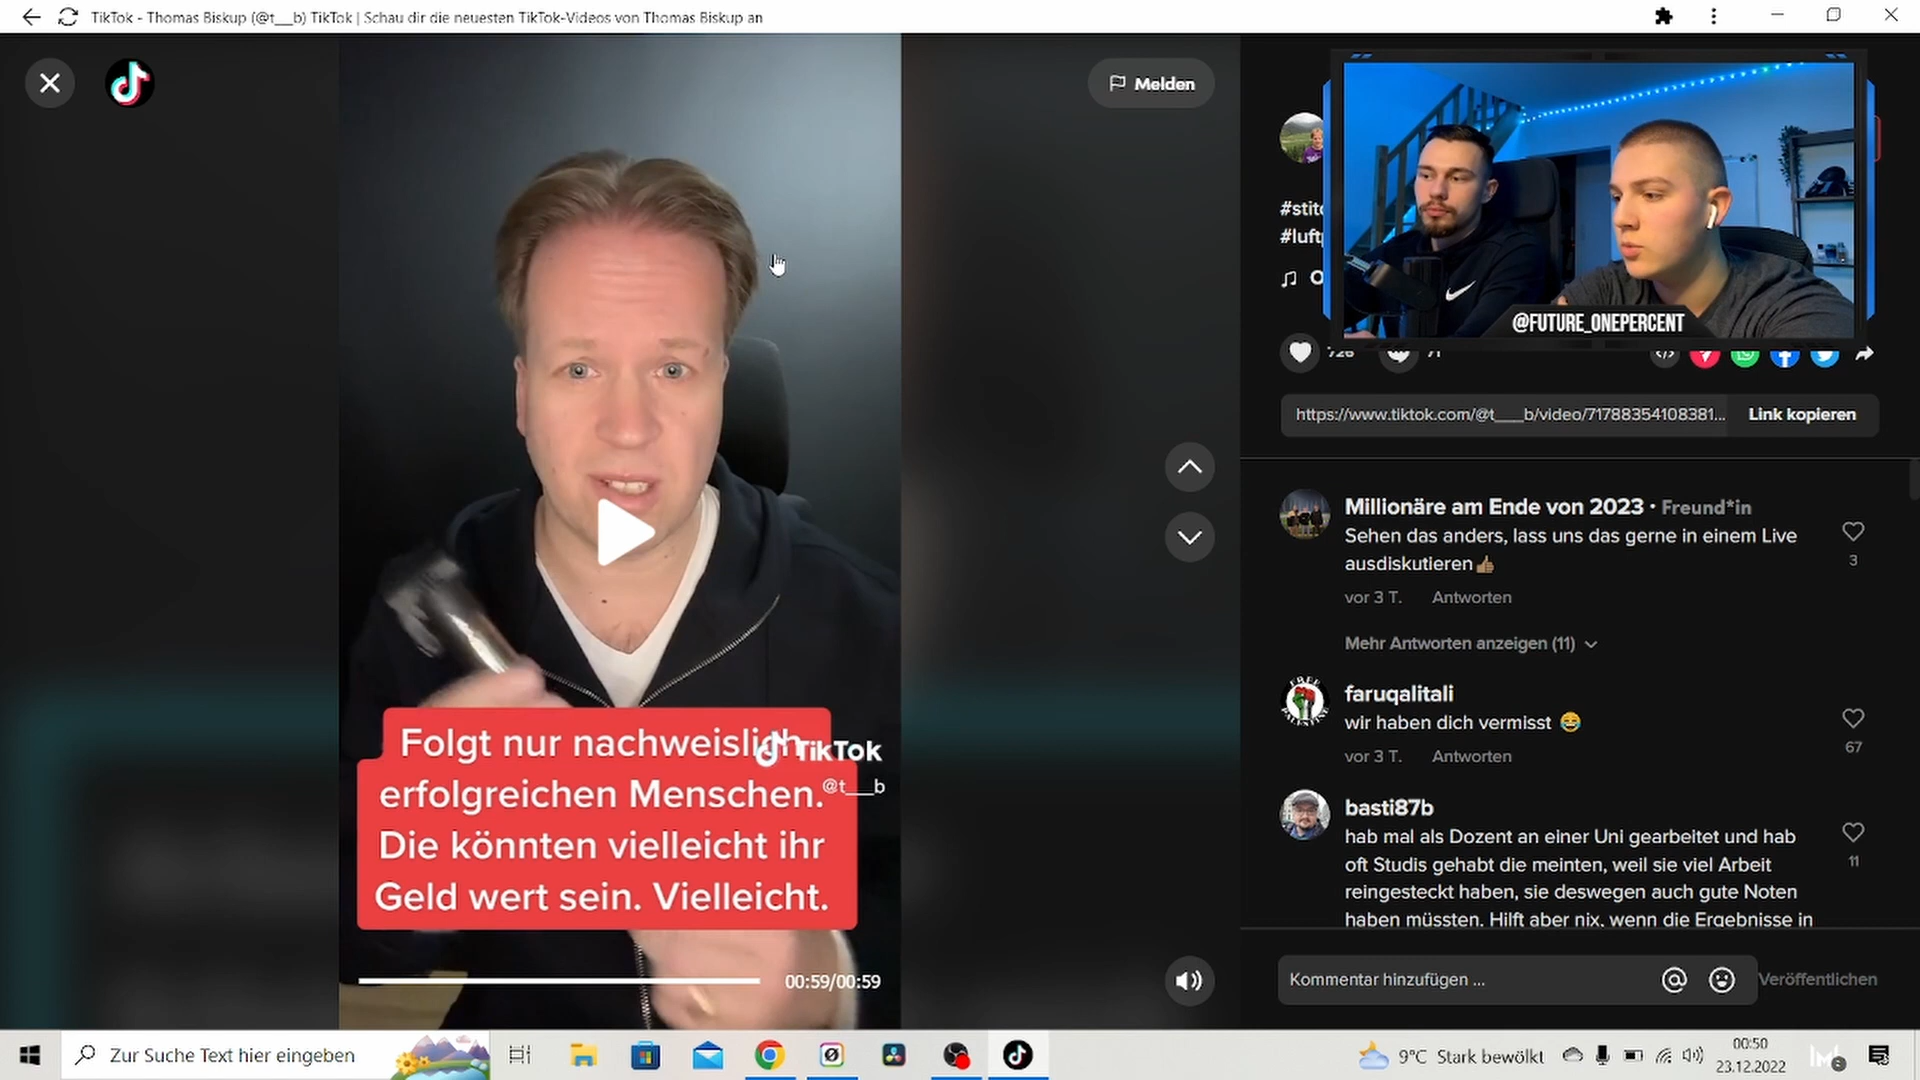 TikTok - Thomas Biskup (@t___b) TikTok | Schau dir die neuesten TikTok-Videos von Thomas Biskup an
Melden
@FUTURE_ONEPERCENT
726
71
https://www.tiktok.com/@t___b/video/71788354108381...
Link kopieren
Millionäre am Ende von 2023 · Freund*in
Sehen das anders, lass uns das gerne in einem Live
ausdiskutieren👍🏽
3
vor 3 T.
Antworten
Mehr Antworten anzeigen (11)
faruqalitali
wir haben dich vermisst 😂
67
vor 3 T.
Antworten
basti87b
hab mal als Dozent an einer Uni gearbeitet und hab
oft Studis gehabt die meinten, weil sie viel Arbeit
reingesteckt haben, sie deswegen auch gute Noten
haben müssten. Hilft aber nix, wenn die Ergebnisse in
11
Folgt nur nachweislich
erfolgreichen Menschen.
Die könnten vielleicht ihr
Geld wert sein. Vielleicht.
TikTok
@t___b
00:59/00:59
Kommentar hinzufügen ...
Veröffentlichen
Zur Suche Text hier eingeben
9°C Stark bewölkt
00:50
23.12.2022